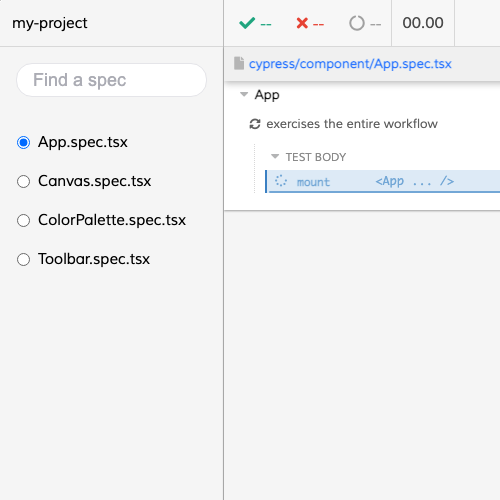 my-project
Find a spec
App.spec.tsx
Canvas.spec.tsx
ColorPalette.spec.tsx
Toolbar.spec.tsx
-- -- -- 00.00
cypress/component/App.spec.tsx
App
exercises the entire workflow
TEST BODY
mount <App ... />